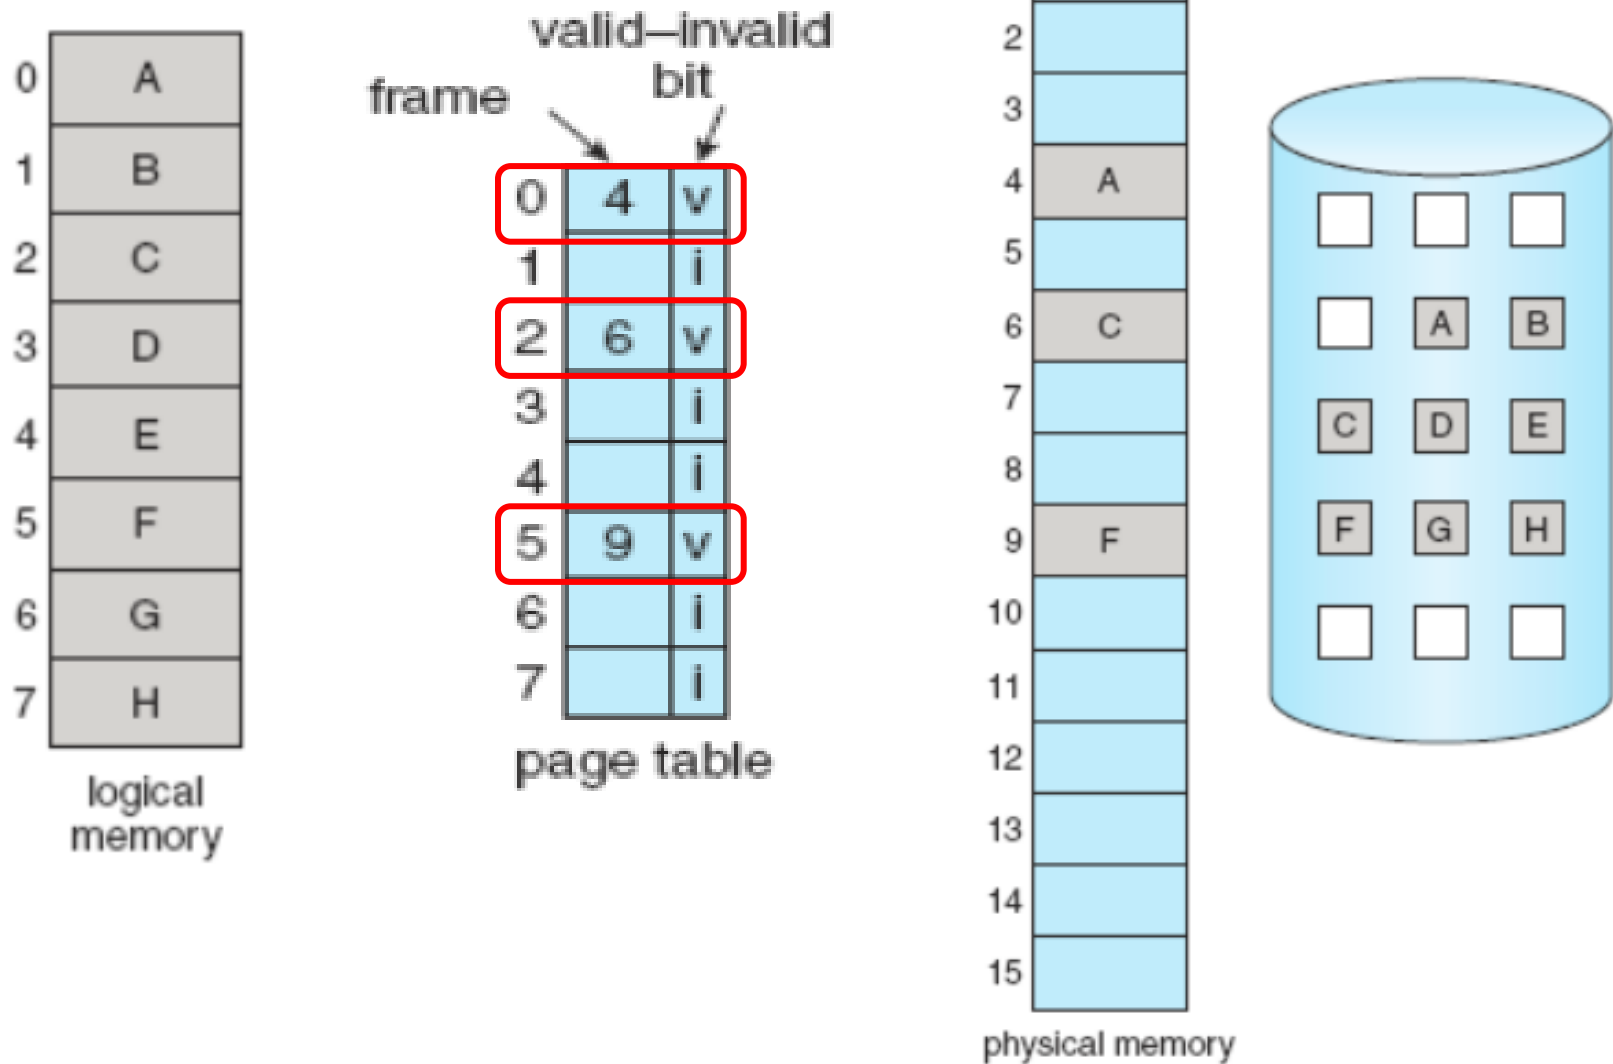 0 A
1 B
2 C
3 D
4 E
5 F
6 G
7 H
logical
memory
valid–invalid
bit
frame
0 4 v
1 i
2 6 v
3 i
4 i
5 9 v
6 i
7 i
page table
2
3
4 A
5
6 C
7
8
9 F
10
11
12
13
14
15
physical memory
A B
C D E
F G H